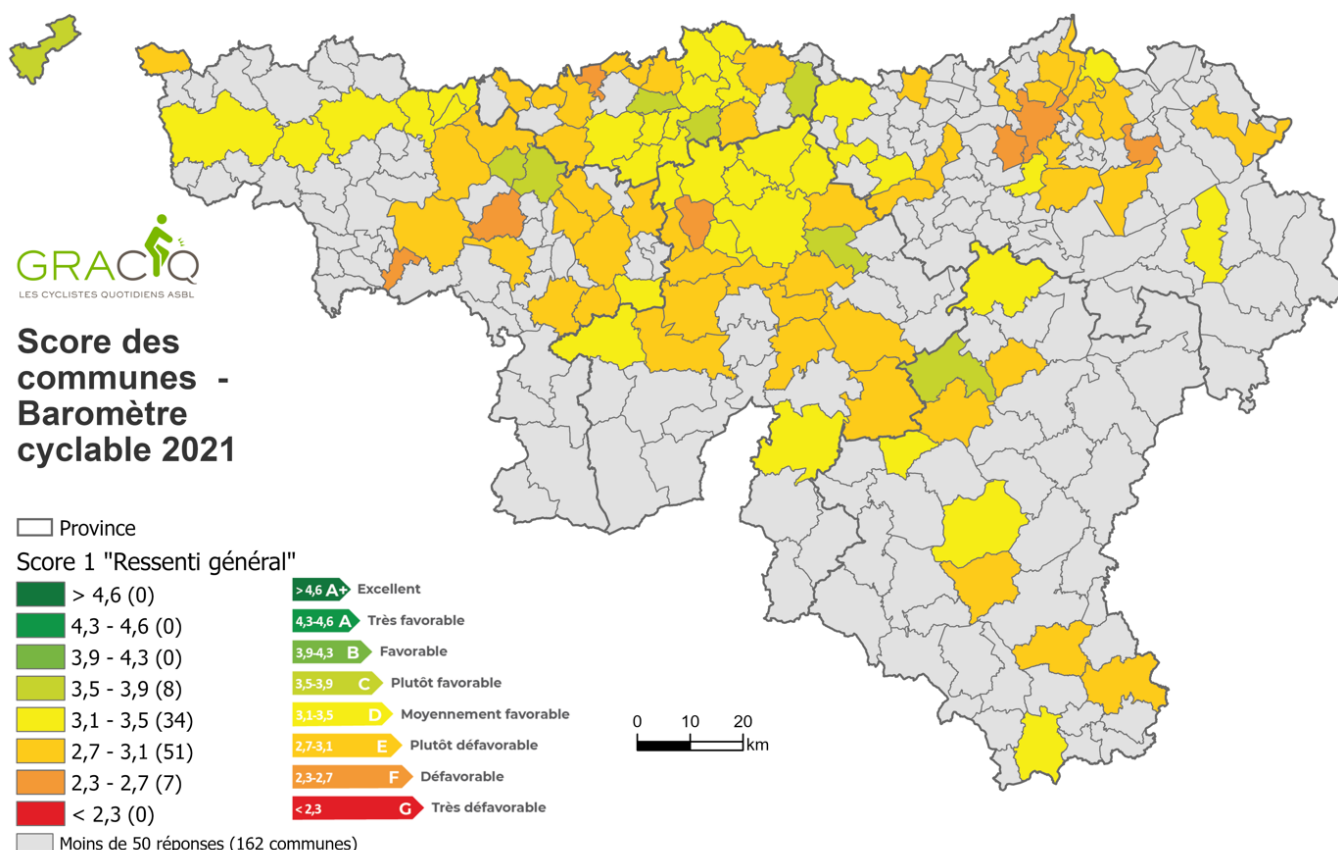 GRACQ
LES CYCLISTES QUOTIDIENS ASBL
Score des
communes -
Baromètre
cyclable 2021
Province
Score 1 "Ressenti général"
> 4,6 (0)
4,3 - 4,6 (0)
3,9 - 4,3 (0)
3,5 - 3,9 (8)
3,1 - 3,5 (34)
2,7 - 3,1 (51)
2,3 - 2,7 (7)
< 2,3 (0)
Moins de 50 réponses (162 communes)
> 4,6 A+ Excellent
4,3-4,6 A Très favorable
3,9-4,3 B Favorable
3,5-3,9 C Plutôt favorable
3,1-3,5 D Moyennement favorable
2,7-3,1 E Plutôt défavorable
2,3-2,7 F Défavorable
< 2,3 G Très défavorable
0 10 20
km